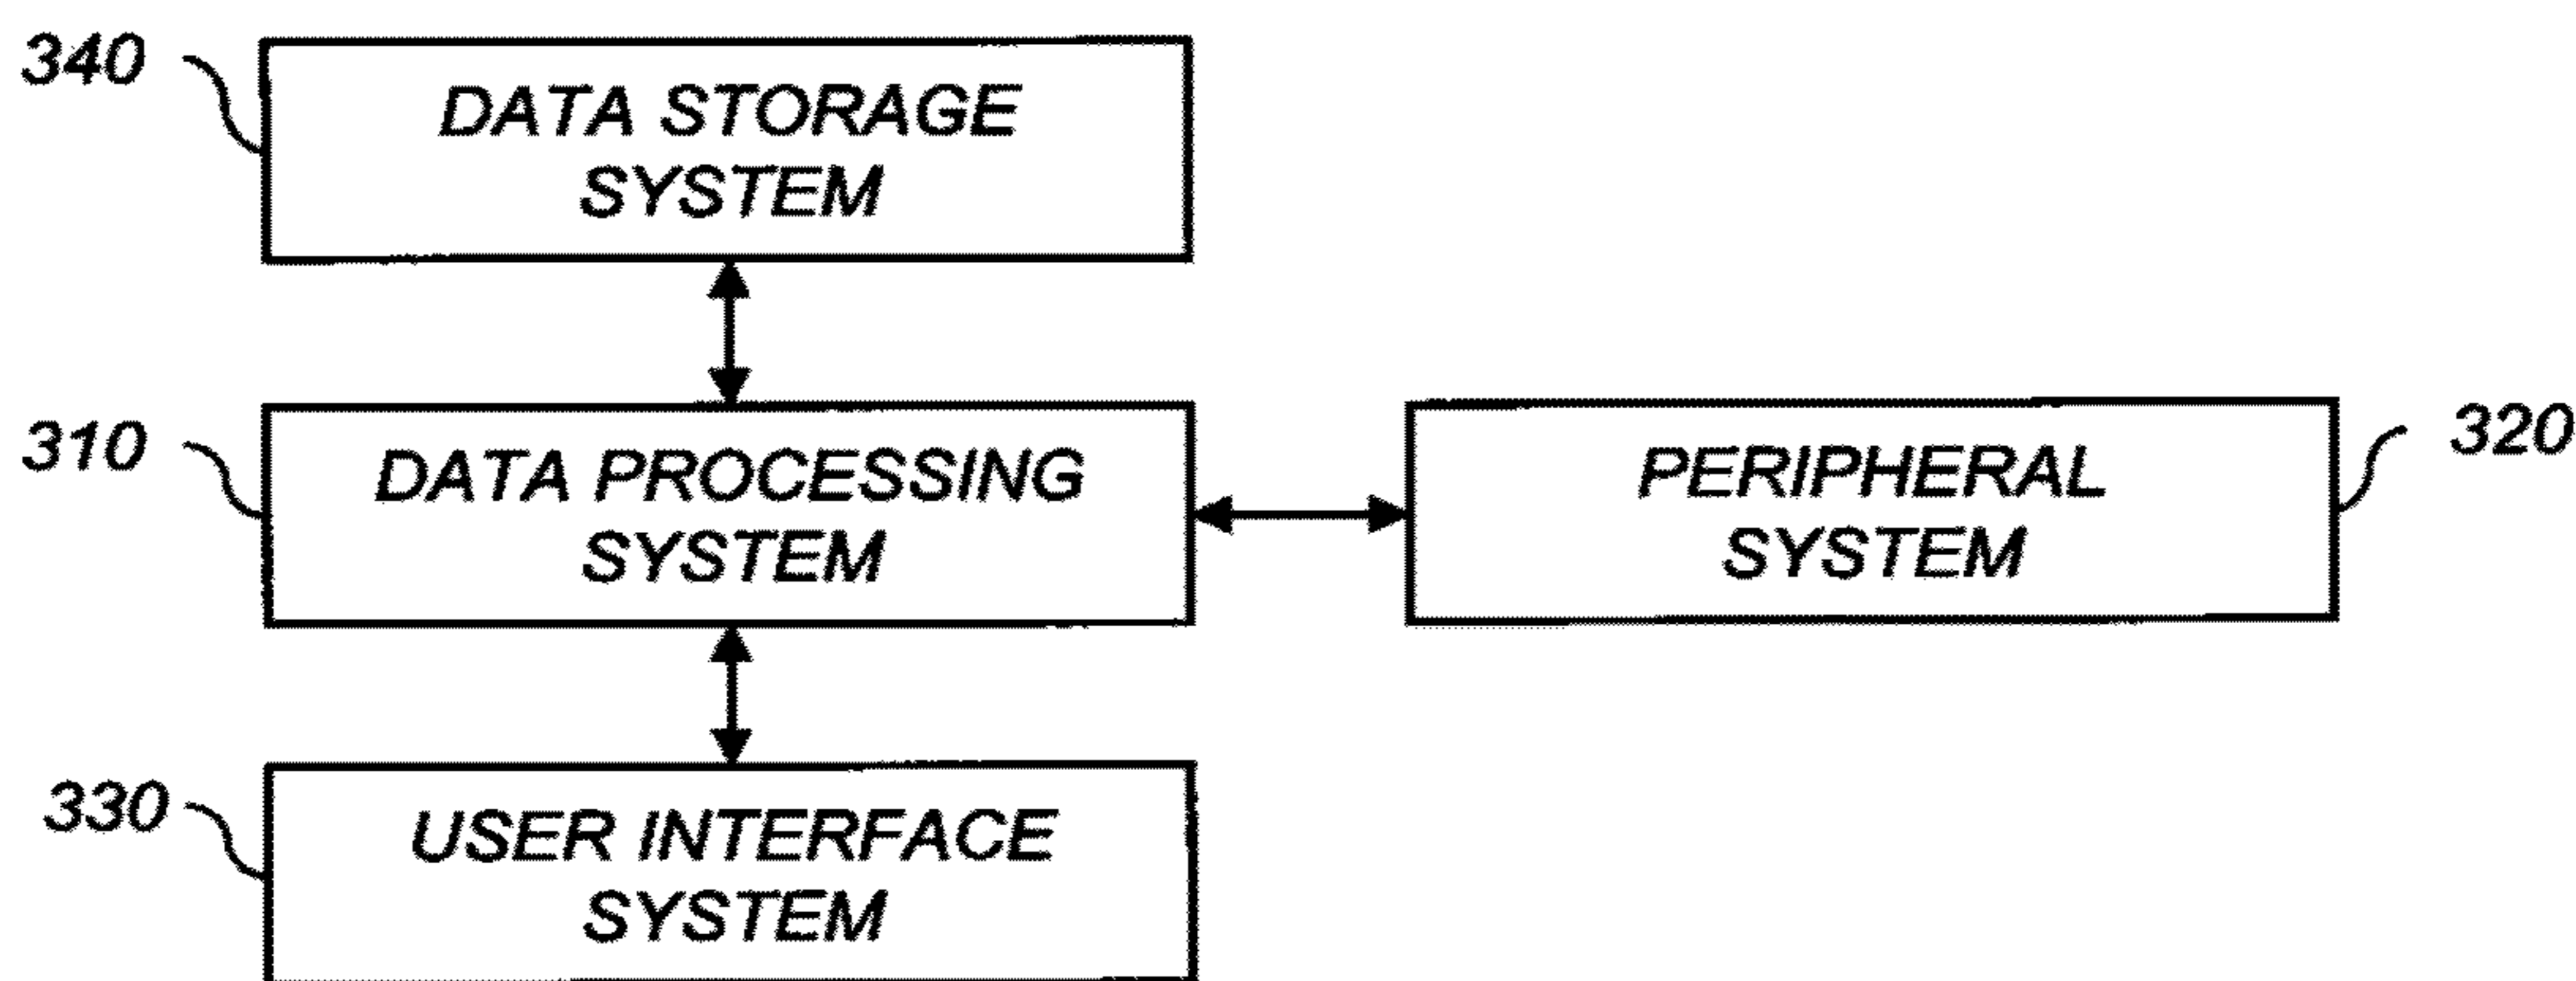 340
DATA STORAGE
SYSTEM
310
DATA PROCESSING
SYSTEM
PERIPHERAL
SYSTEM
320
330
USER INTERFACE
SYSTEM